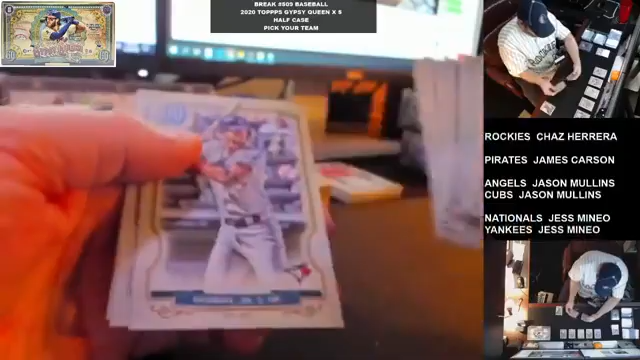 BREAK #505 BASEBALL
2020 TOPPPS GYPSY QUEEN X 5
HALF CASE
PICK YOUR TEAM
ROCKIES CHAZ HERRERA
PIRATES JAMES CARSON
ANGELS JASON MULLINS
CUBS JASON MULLINS
NATIONALS JESS MINEO
YANKEES JESS MINEO